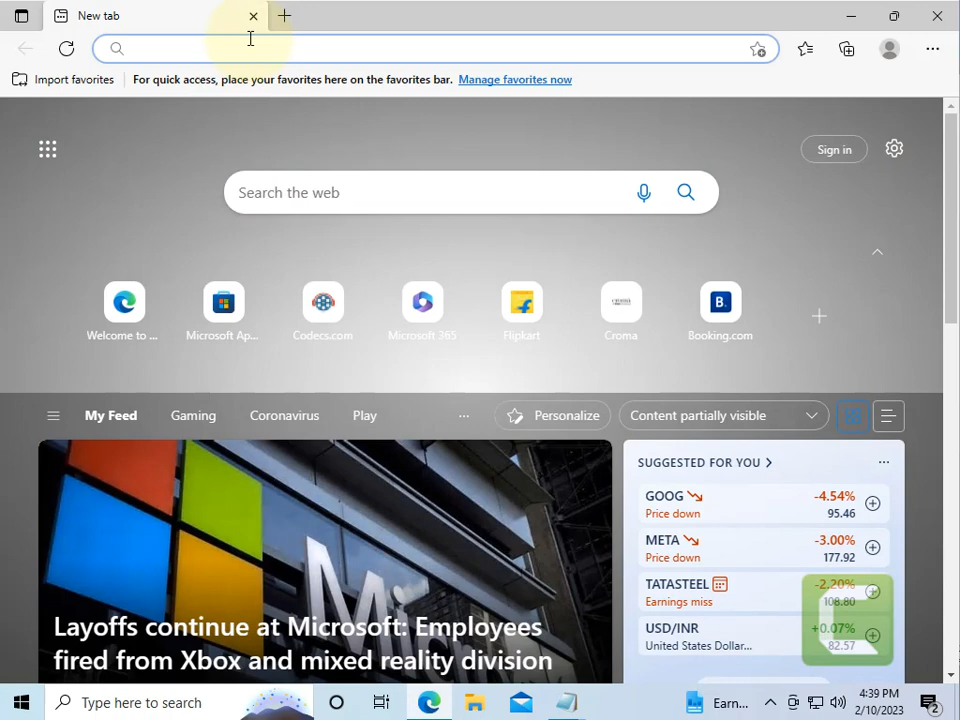 New tab
Import favorites
For quick access, place your favorites here on the favorites bar. Manage favorites now
Sign in
Search the web
Welcome to ...
Microsoft Ap...
Codecs.com
Microsoft 365
Flipkart
Croma
B.
Booking.com
My Feed
Gaming
Coronavirus
Play
Personalize
Content partially visible
Layoffs continue at Microsoft: Employees
fired from Xbox and mixed reality division
SUGGESTED FOR YOU
GOOG -4.54%
Price down 95.46
META -3.00%
Price down 177.92
TATASTEEL -2.20%
Earnings miss 108.80
USD/INR +0.07%
United States Dollar... 82.57
Type here to search
Earn...
4:39 PM
2/10/2023
2